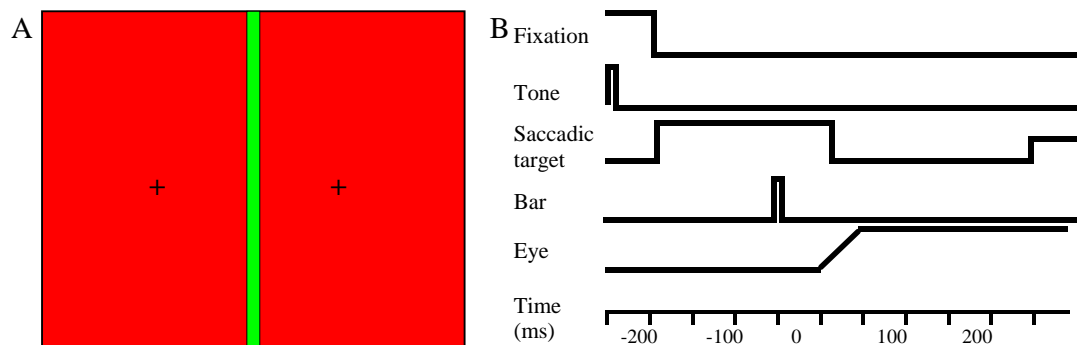 A
B
Fixation
Tone
Saccadic
target
Bar
Eye
Time
(ms)
-200 -100 0 100 200